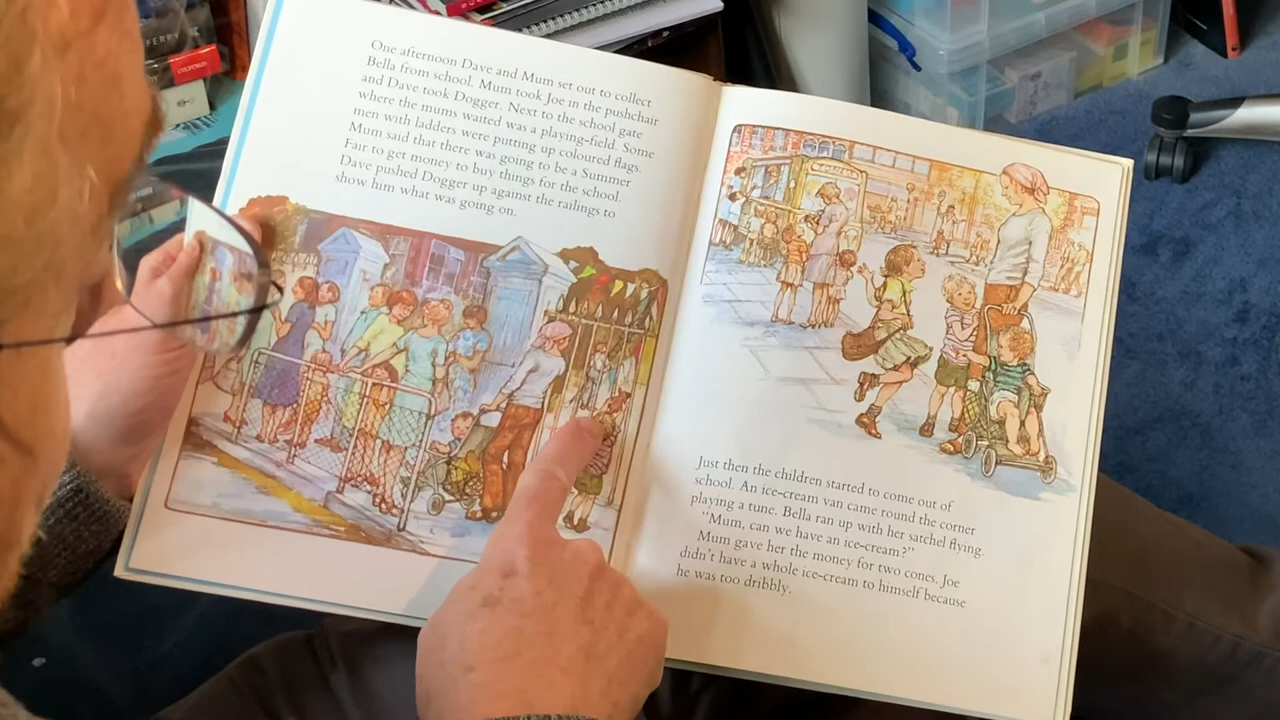 One afternoon Dave and Mum set out to collect
Bella from school. Mum took Joe in the pushchair
and Dave took Dogger. Next to the school gate
where the mums waited was a playing-field. Some
men with ladders were putting up coloured flags.
Mum said that there was going to be a Summer
Fair to get money to buy things for the school.
Dave pushed Dogger up against the railings to
show him what was going on.
Just then the children started to come out of
school. An ice-cream van came round the corner
playing a tune. Bella ran up with her satchel flying.
“Mum, can we have an ice-cream?”
Mum gave her the money for two cones. Joe
didn’t have a whole ice-cream to himself because
he was too dribbly.
FERRY
OXFORD